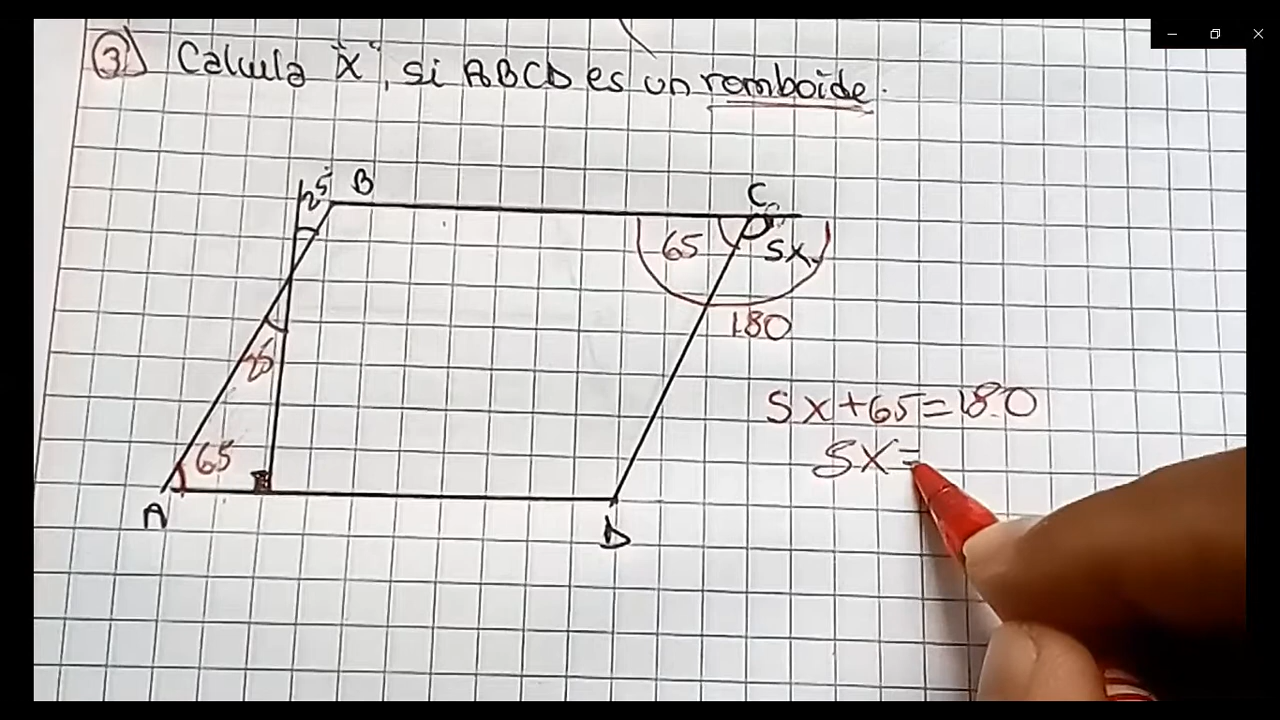 3) Calcula "x", si ABCD es un romboide.
25° B
C
65 5x
180
25
5x+65=180
65
5x=
A
D